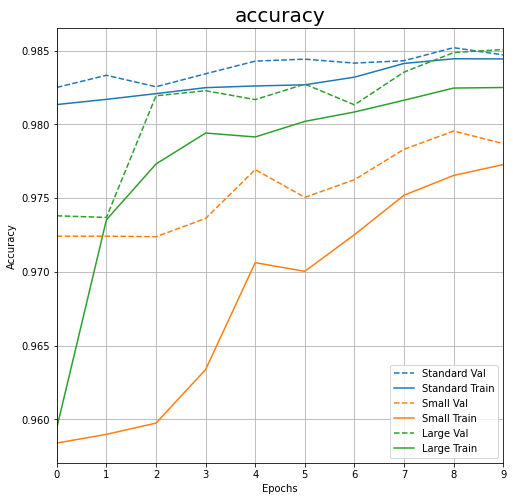 accuracy
0.985
0.980
0.975
0.970
0.965
0.960
Accuracy
0 1 2 3 4 5 6 7 8 9
Epochs
Standard Val
Standard Train
Small Val
Small Train
Large Val
Large Train